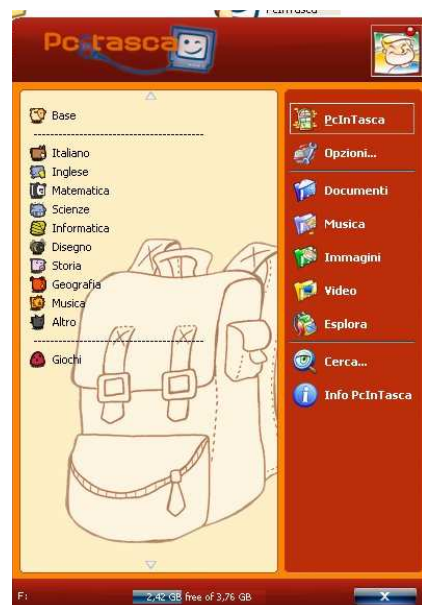 PcInTasca
Pc tasca
Base
Italiano
Inglese
Matematica
Scienze
Informatica
Disegno
Storia
Geografia
Musica
Altro
Giochi
PcInTasca
Opzioni...
Documenti
Musica
Immagini
Video
Esplora
Cerca...
Info PcInTasca
F:
2,42 GB free of 3,76 GB
X